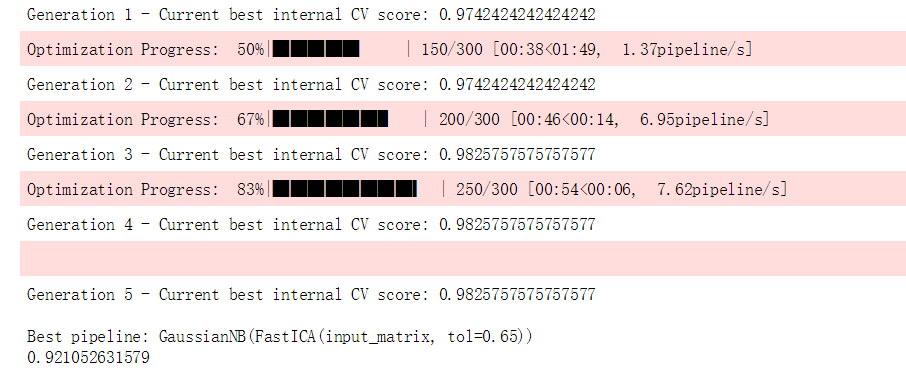 Generation 1 - Current best internal CV score: 0.9742424242424242
Optimization Progress:  50%|█████     | 150/300 [00:38<01:49,  1.37pipeline/s]
Generation 2 - Current best internal CV score: 0.9742424242424242
Optimization Progress:  67%|██████▋   | 200/300 [00:46<00:14,  6.95pipeline/s]
Generation 3 - Current best internal CV score: 0.9825757575757577
Optimization Progress:  83%|████████▎ | 250/300 [00:54<00:06,  7.62pipeline/s]
Generation 4 - Current best internal CV score: 0.9825757575757577
Generation 5 - Current best internal CV score: 0.9825757575757577
Best pipeline: GaussianNB(FastICA(input_matrix, tol=0.65))
0.921052631579